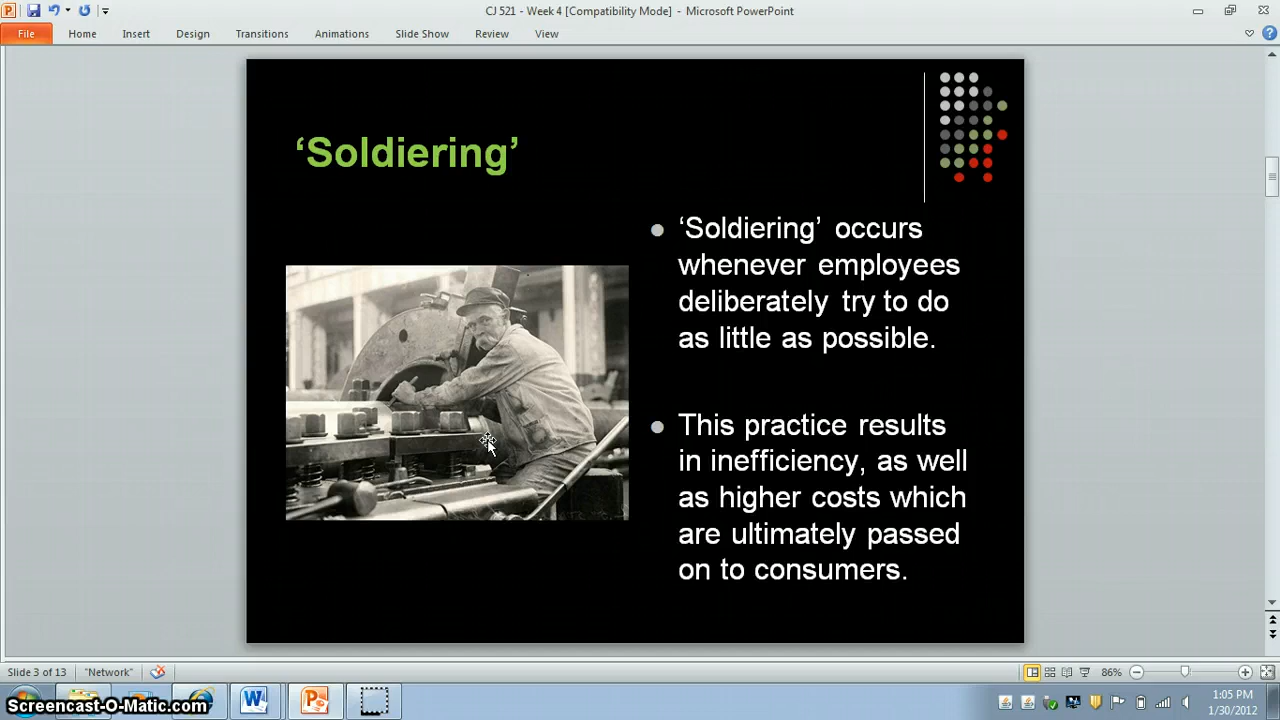 CJ 521 - Week 4 [Compatibility Mode] - Microsoft PowerPoint
File Home Insert Design Transitions Animations Slide Show Review View
‘Soldiering’
‘Soldiering’ occurs
whenever employees
deliberately try to do
as little as possible.
This practice results
in inefficiency, as well
as higher costs which
are ultimately passed
on to consumers.
Slide 3 of 13 "Network" 86%
Screencast-O-Matic.com
1:05 PM
1/30/2012